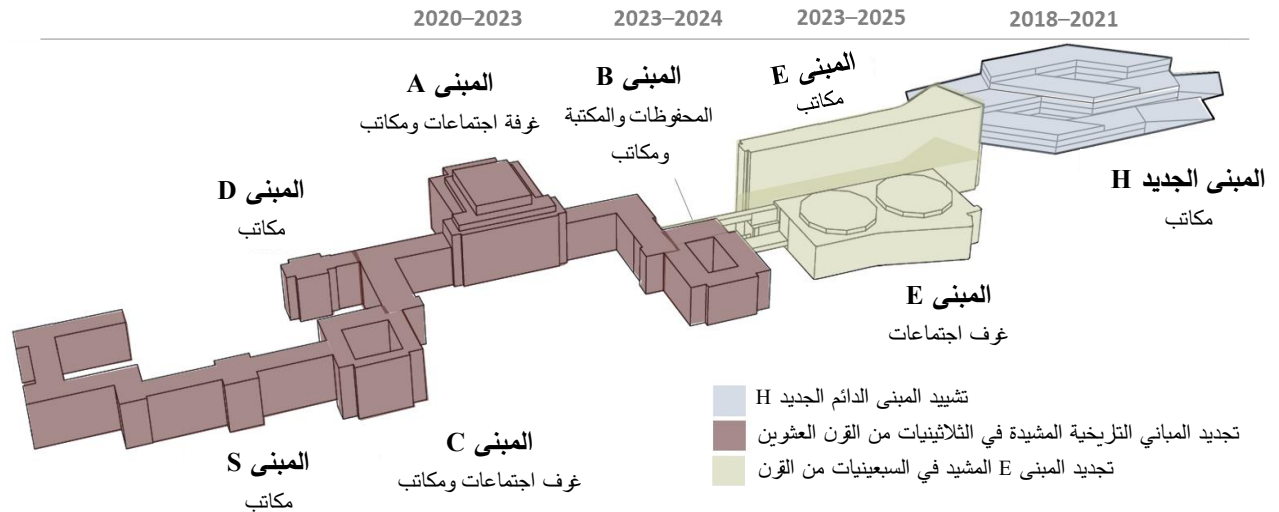 2020–2023
2023–2024
2023–2025
2018–2021
المبنى A
غرفة اجتماعات ومكاتب
المبنى B
المحفوظات والمكتبة
ومكاتب
المبنى E
مكاتب
المبنى الجديد H
مكاتب
المبنى D
مكاتب
المبنى E
غرف اجتماعات
المبنى C
غرف اجتماعات ومكاتب
المبنى S
مكاتب
تشييد المبنى الدائم الجديد H
تجديد المباني التاريخية المشيدة في الثلاثينيات من القرن العشرين
تجديد المبنى E المشيد في السبعينيات من القرن